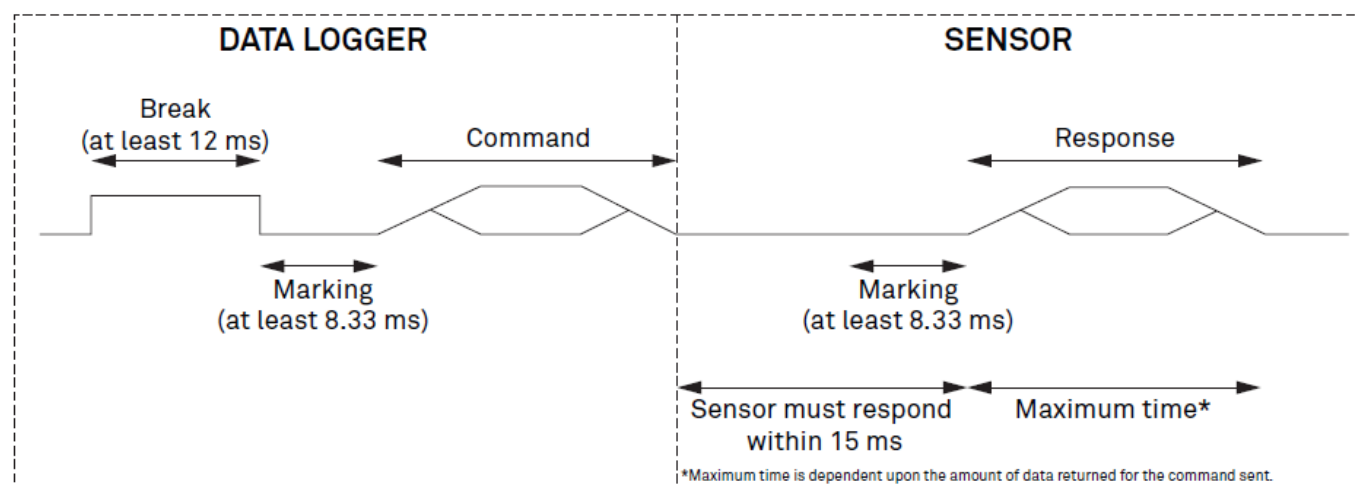 DATA LOGGER
SENSOR
Break
(at least 12 ms)
Command
Response
Marking
(at least 8.33 ms)
Marking
(at least 8.33 ms)
Sensor must respond
within 15 ms
Maximum time*
*Maximum time is dependent upon the amount of data returned for the command sent.